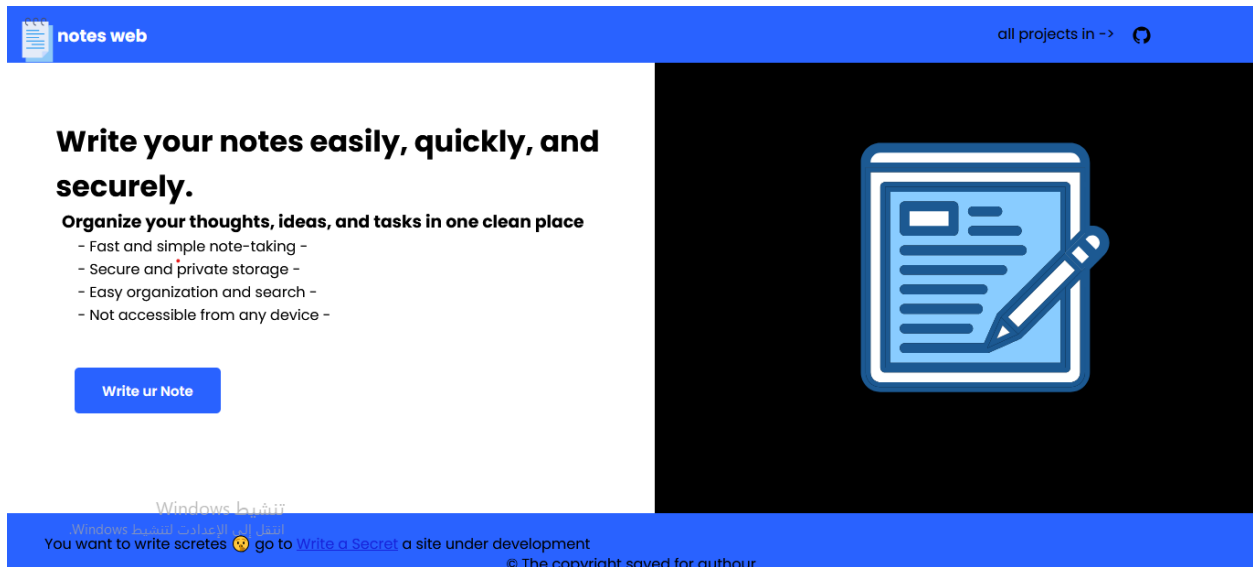 notes web
all projects in ->
Write your notes easily, quickly, and
securely.
Organize your thoughts, ideas, and tasks in one clean place
- Fast and simple note-taking -
- Secure and private storage -
- Easy organization and search -
- Not accessible from any device -
Write ur Note
تنشيط Windows
انتقل إلى الإعدادت لتنشيط Windows.
You want to write scretes 🤫 go to Write a Secret a site under development
© The copyright saved for authour